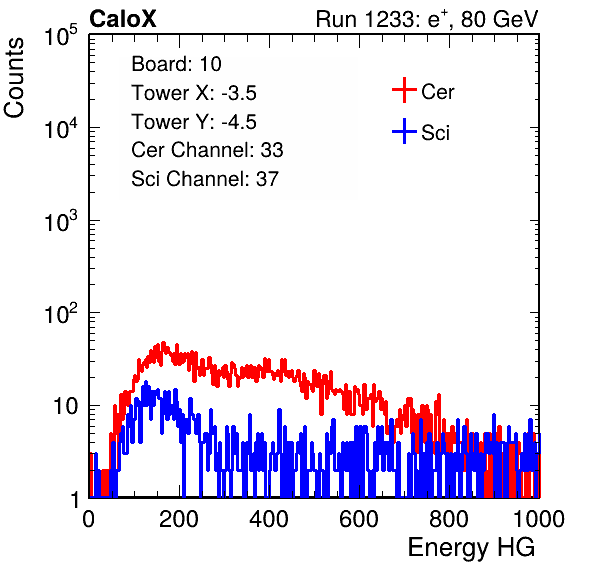 CaloX Run 1233: e⁺, 80 GeV
Counts
10⁵
10⁴
10³
10²
10
1
Board: 10
Tower X: -3.5
Tower Y: -4.5
Cer Channel: 33
Sci Channel: 37
Cer
Sci
0 200 400 600 800 1000
Energy HG